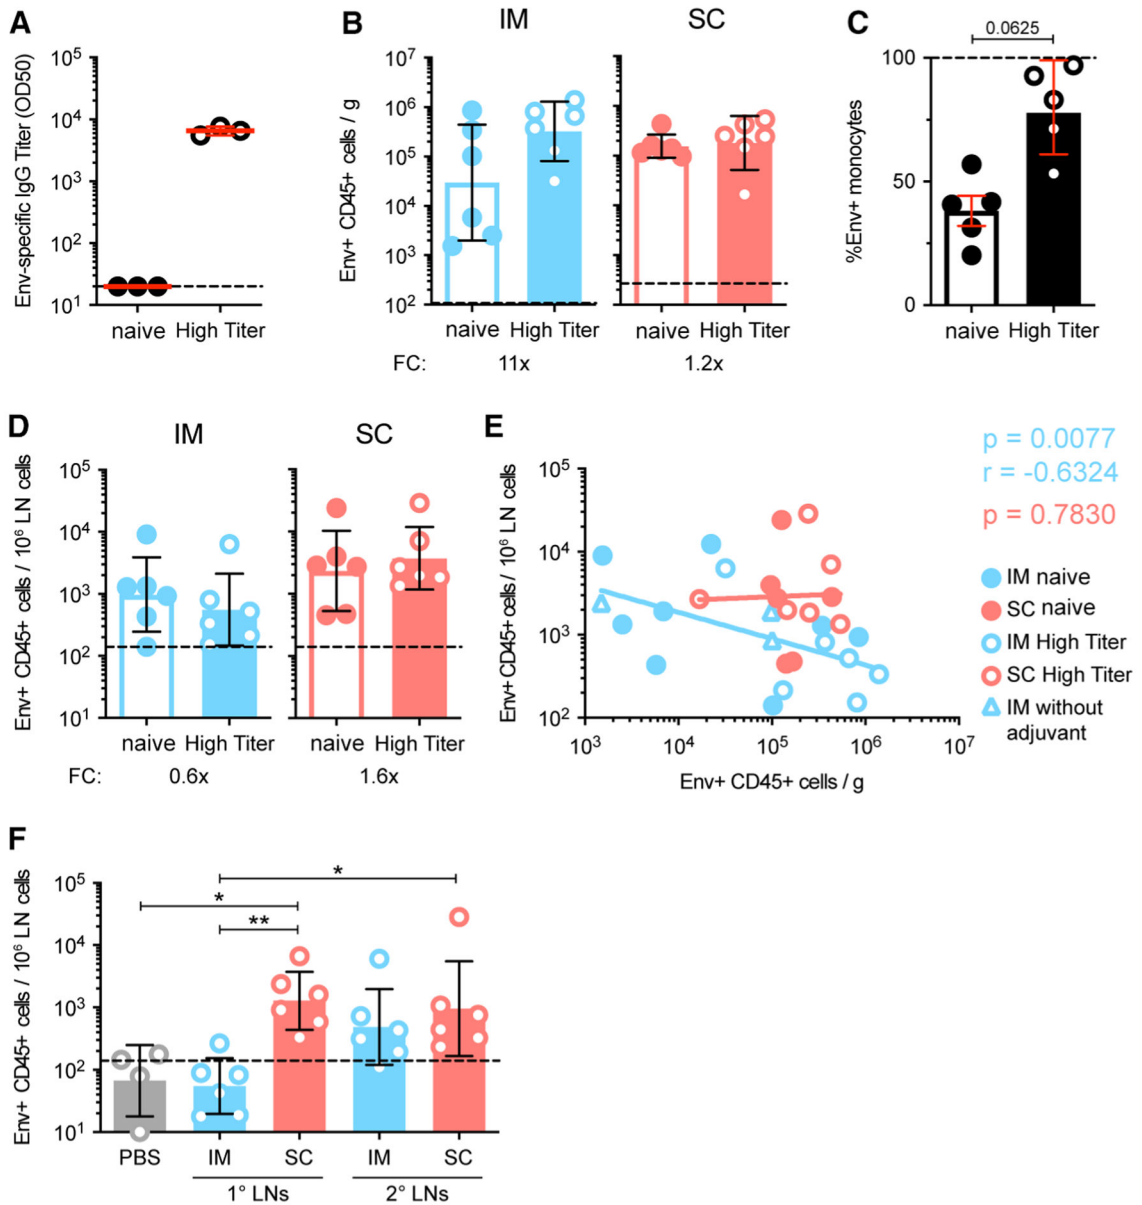 A
Env-specific IgG Titer (OD50)
10⁵
10⁴
10³
10²
10¹
naive High Titer
B
IM
SC
Env+ CD45+ cells / g
10⁷
10⁶
10⁵
10⁴
10³
10²
naive High Titer
naive High Titer
FC: 11x 1.2x
C
0.0625
%Env+ monocytes
100
50
0
naive High Titer
D
IM
SC
Env+ CD45+ cells / 10⁶ LN cells
10⁵
10⁴
10³
10²
10¹
naive High Titer
naive High Titer
FC: 0.6x 1.6x
E
Env+ CD45+ cells / 10⁶ LN cells
10⁵
10⁴
10³
10²
10³ 10⁴ 10⁵ 10⁶ 10⁷
Env+ CD45+ cells / g
p = 0.0077
r = -0.6324
p = 0.7830
IM naive
SC naive
IM High Titer
SC High Titer
IM without
adjuvant
F
Env+ CD45+ cells / 10⁶ LN cells
10⁵
10⁴
10³
10²
10¹
*
*
**
PBS IM SC IM SC
1° LNs 2° LNs